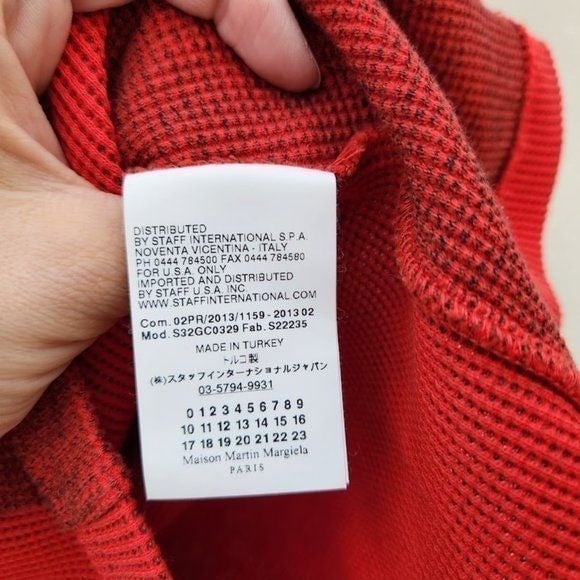 DISTRIBUTED
BY STAFF INTERNATIONAL S.P.A.
NOVENTA VICENTINA - ITALY
PH 0444 784500 FAX 0444 784580
FOR U.S.A. ONLY
IMPORTED AND DISTRIBUTED
BY STAFF U.S.A. INC.
WWW.STAFFINTERNATIONAL.COM
Com. 02PR/2013/1159 - 2013 02
Mod. S32GC0329 Fab. S22235
MADE IN TURKEY
トルコ製
(株)スタッフインターナショナルジャパン
03-5794-9931
0 1 2 3 4 5 6 7 8 9
10 11 12 13 14 15 16
17 18 19 20 21 22 23
Maison Martin Margiela
PARIS